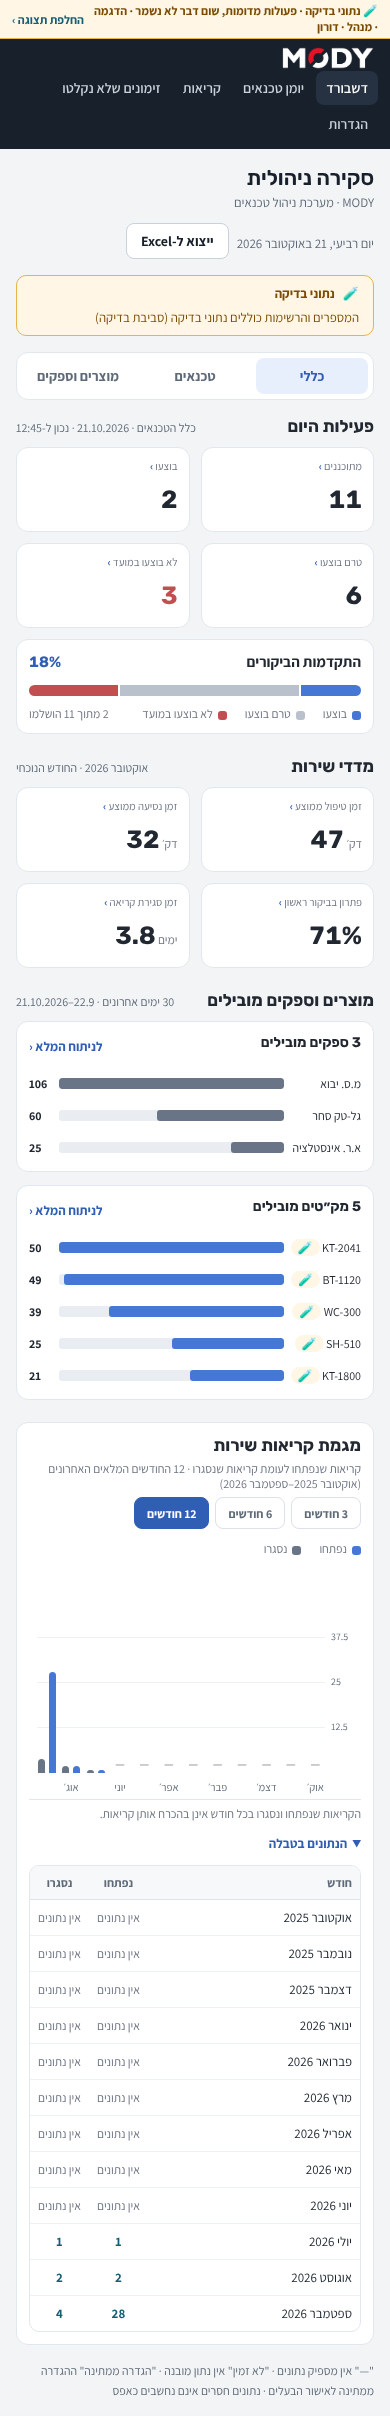 🧪 נתוני בדיקה · פעולות מדומות, שום דבר לא נשמר · הדגמה · מנהל · דורון
החלפת תצוגה ›
MODY
דשבורד
יומן טכנאים
קריאות
זימונים שלא נקלטו
הגדרות
סקירה ניהולית
MODY · מערכת ניהול טכנאים
יום רביעי, 21 באוקטובר 2026
ייצוא ל-Excel
🧪 נתוני בדיקה
המספרים והרשימות כוללים נתוני בדיקה (סביבת בדיקה)
כללי
טכנאים
מוצרים וספקים
פעילות היום
כלל הטכנאים · 21.10.2026 · נכון ל-12:45
מתוכננים ›
11
בוצעו ›
2
טרם בוצעו ›
6
לא בוצעו במועד ›
3
התקדמות הביקורים
18%
בוצעו
טרם בוצעו
לא בוצעו במועד
2 מתוך 11 הושלמו
מדדי שירות
אוקטובר 2026 · החודש הנוכחי
זמן טיפול ממוצע ›
47 דק׳
זמן נסיעה ממוצע ›
32 דק׳
פתרון בביקור ראשון ›
71%
זמן סגירת קריאה ›
3.8 ימים
מוצרים וספקים מובילים
30 ימים אחרונים · 22.9–21.10.2026
3 ספקים מובילים
לניתוח המלא ›
מ.ס. יבוא
106
גל-טק סחר
60
א.ר. אינסטלציה
25
5 מק״טים מובילים
לניתוח המלא ›
KT-2041 🧪
50
BT-1120 🧪
49
WC-300 🧪
39
SH-510 🧪
25
KT-1800 🧪
21
מגמת קריאות שירות
קריאות שנפתחו לעומת קריאות שנסגרו · 12 החודשים המלאים האחרונים
(אוקטובר 2025–ספטמבר 2026)
3 חודשים
6 חודשים
12 חודשים
נפתחו
נסגרו
37.5
25
12.5
אוק׳
דצמ׳
פבר׳
אפר׳
יוני
אוג׳
הקריאות שנפתחו ונסגרו בכל חודש אינן בהכרח אותן קריאות.
▼ הנתונים בטבלה
חודש נפתחו נסגרו
אוקטובר 2025 אין נתונים אין נתונים
נובמבר 2025 אין נתונים אין נתונים
דצמבר 2025 אין נתונים אין נתונים
ינואר 2026 אין נתונים אין נתונים
פברואר 2026 אין נתונים אין נתונים
מרץ 2026 אין נתונים אין נתונים
אפריל 2026 אין נתונים אין נתונים
מאי 2026 אין נתונים אין נתונים
יוני 2026 אין נתונים אין נתונים
יולי 2026 1 1
אוגוסט 2026 2 2
ספטמבר 2026 28 4
"—" אין מספיק נתונים · "לא זמין" אין נתון מובנה · "הגדרה ממתינה" ההגדרה
ממתינה לאישור הבעלים · נתונים חסרים אינם נחשבים כאפס